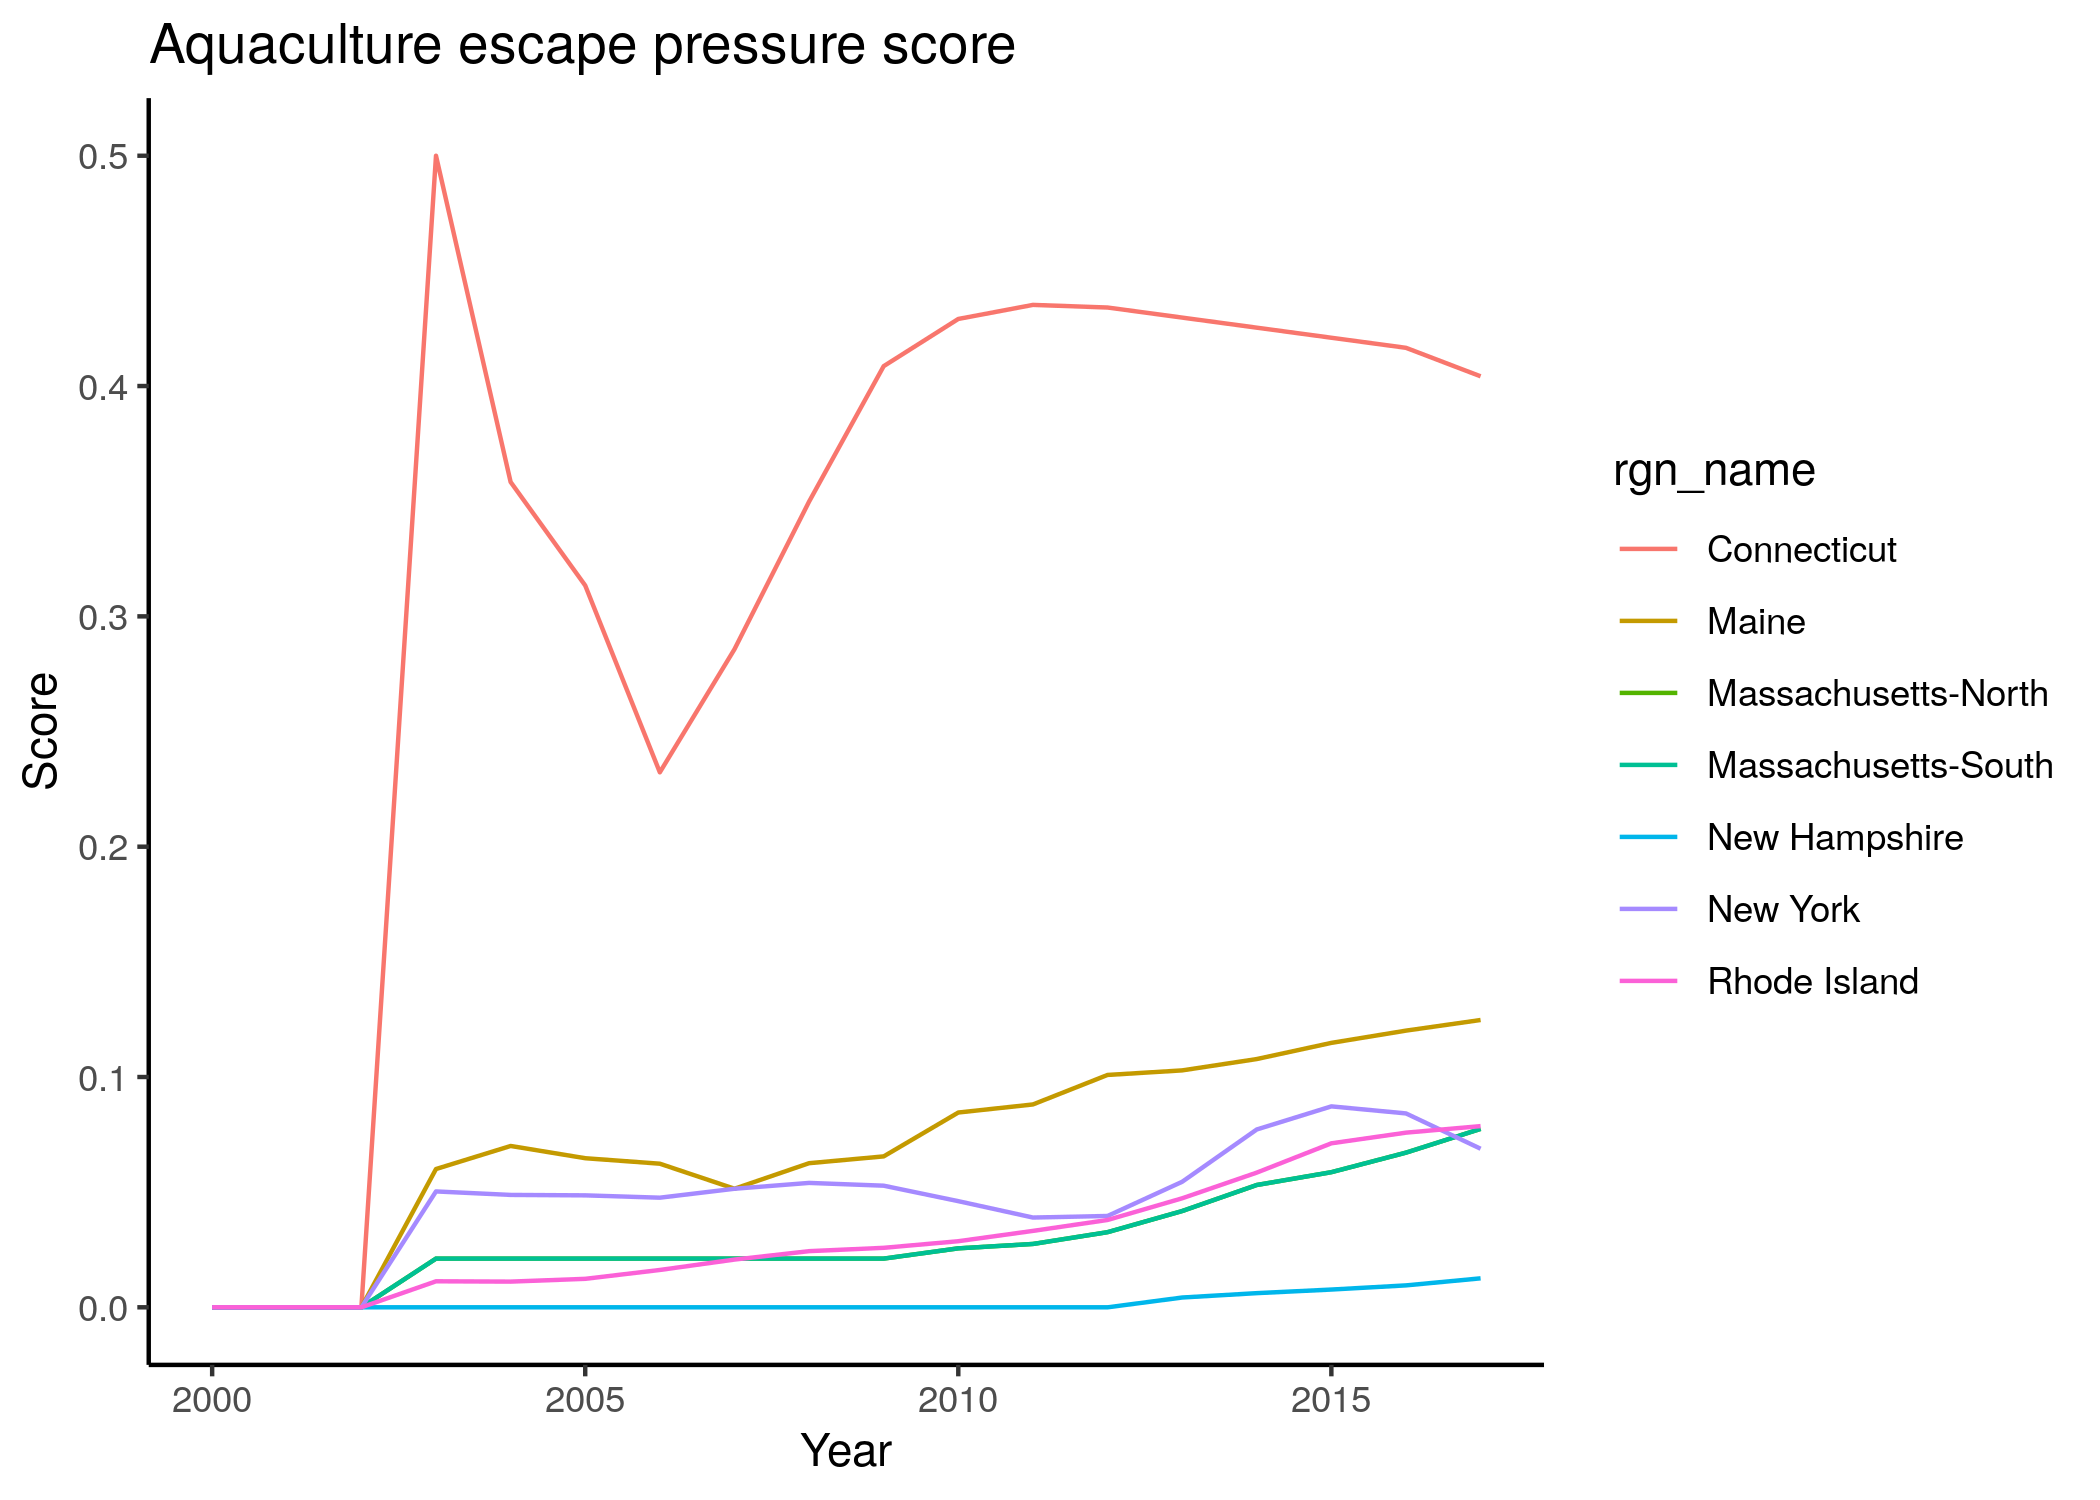 Aquaculture escape pressure score
0.5
0.4
0.3
0.2
0.1
0.0
Score
2000 2005 2010 2015
Year
rgn_name
Connecticut
Maine
Massachusetts-North
Massachusetts-South
New Hampshire
New York
Rhode Island